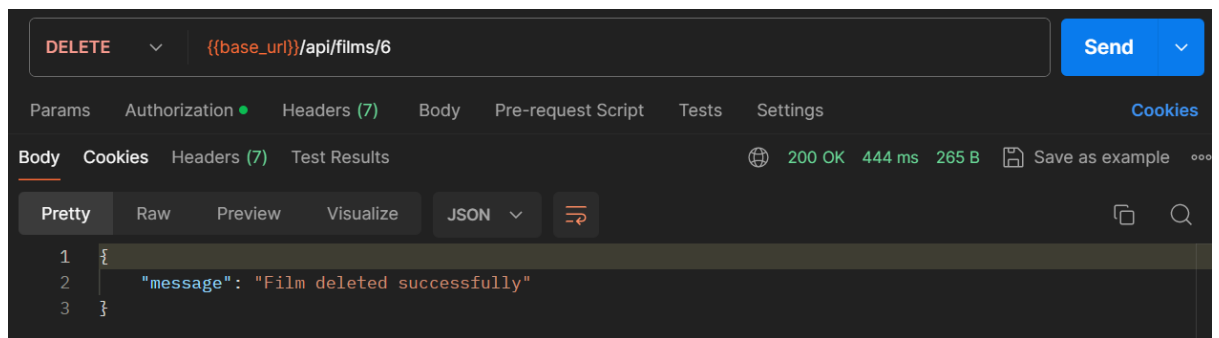 DELETE {{base_url}}/api/films/6 Send
Params Authorization Headers (7) Body Pre-request Script Tests Settings Cookies
Body Cookies Headers (7) Test Results 200 OK 444 ms 265 B Save as example
Pretty Raw Preview Visualize JSON
1 {
2 "message": "Film deleted successfully"
3 }